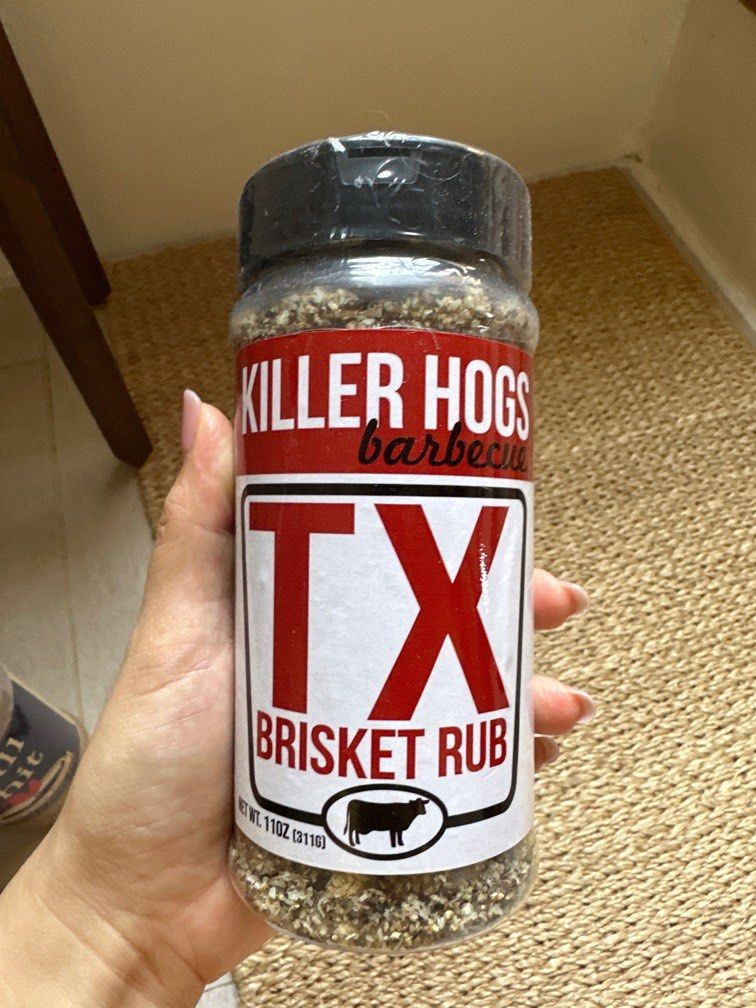 KILLER HOGS
barbecue
TX
BRISKET RUB
NET WT. 11OZ (311G)